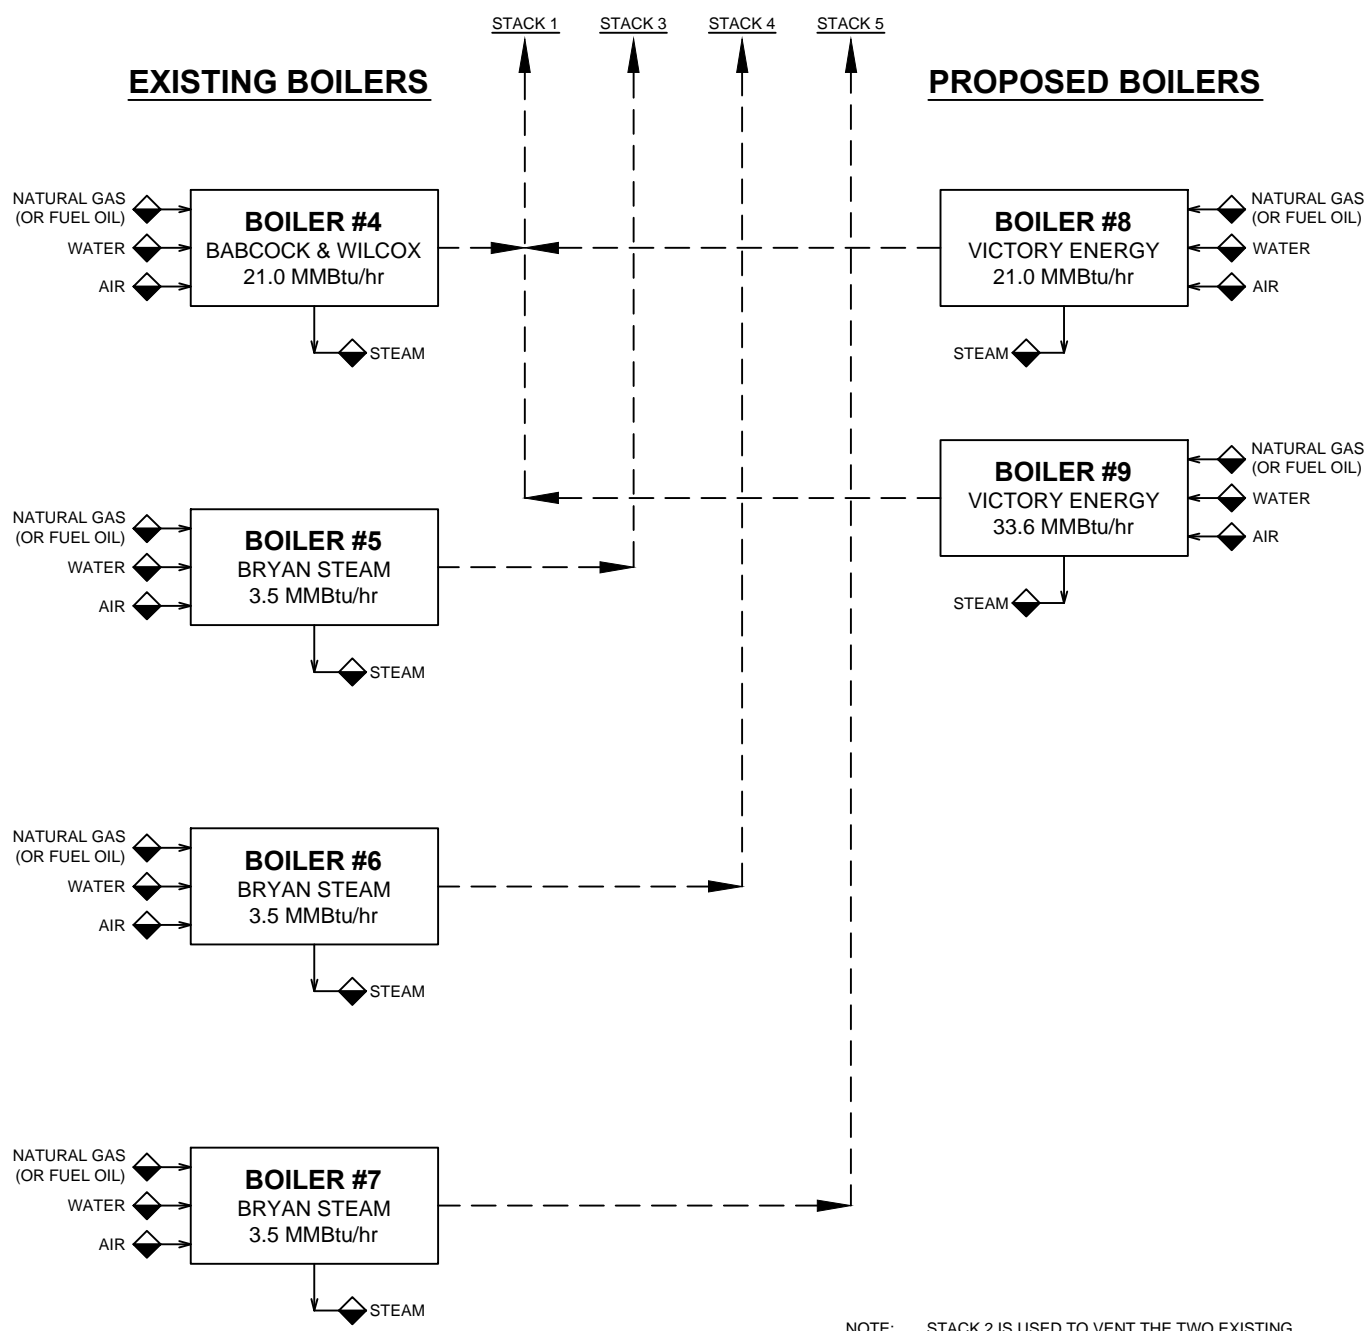 STACK 1
STACK 3
STACK 4
STACK 5
EXISTING BOILERS
PROPOSED BOILERS
NATURAL GAS
(OR FUEL OIL)
WATER
AIR
BOILER #4
BABCOCK & WILCOX
21.0 MMBtu/hr
STEAM
BOILER #8
VICTORY ENERGY
21.0 MMBtu/hr
NATURAL GAS
(OR FUEL OIL)
WATER
AIR
STEAM
BOILER #9
VICTORY ENERGY
33.6 MMBtu/hr
NATURAL GAS
(OR FUEL OIL)
WATER
AIR
STEAM
NATURAL GAS
(OR FUEL OIL)
WATER
AIR
BOILER #5
BRYAN STEAM
3.5 MMBtu/hr
STEAM
NATURAL GAS
(OR FUEL OIL)
WATER
AIR
BOILER #6
BRYAN STEAM
3.5 MMBtu/hr
STEAM
NATURAL GAS
(OR FUEL OIL)
WATER
AIR
BOILER #7
BRYAN STEAM
3.5 MMBtu/hr
STEAM
NOTE: STACK 2 IS USED TO VENT THE TWO EXISTING